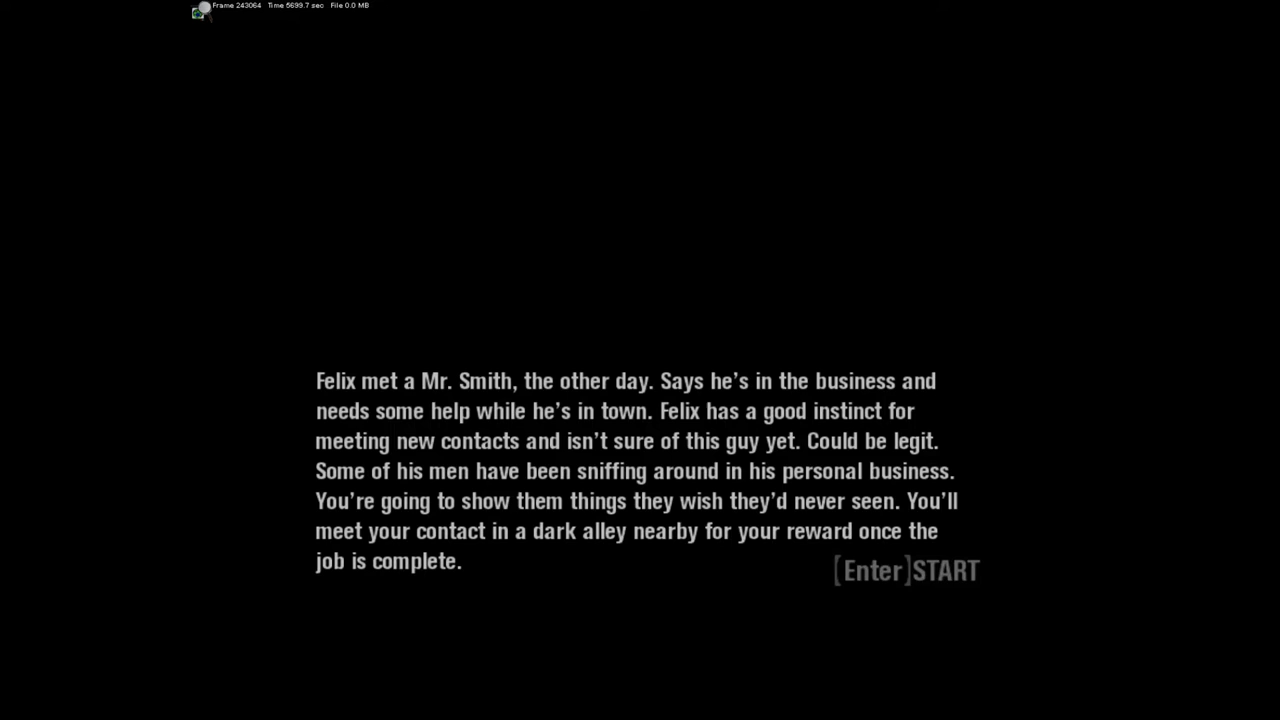 Frame 243064 Time 5699.7 sec File 0.0 MB
Felix met a Mr. Smith, the other day. Says he's in the business and
needs some help while he's in town. Felix has a good instinct for
meeting new contacts and isn't sure of this guy yet. Could be legit.
Some of his men have been sniffing around in his personal business.
You're going to show them things they wish they'd never seen. You'll
meet your contact in a dark alley nearby for your reward once the
job is complete.
[Enter]START